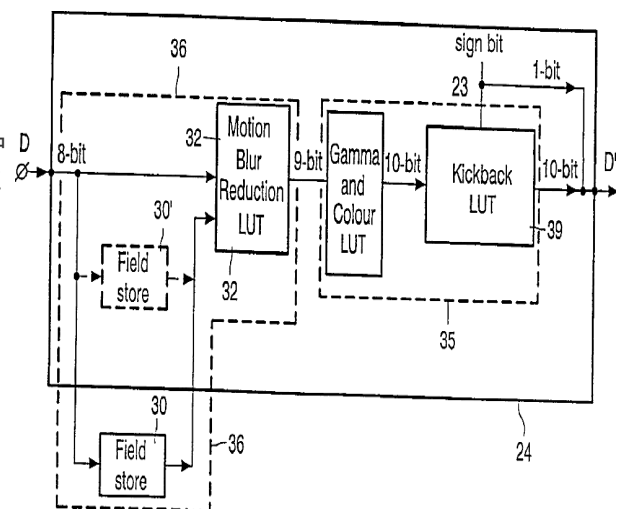 36
sign bit
1-bit
23
D
8-bit
32
Motion
Blur
Reduction
LUT
32
9-bit
Gamma
and
Colour
LUT
10-bit
Kickback
LUT
39
10-bit
D'
30'
Field
store
35
30
Field
store
36
24